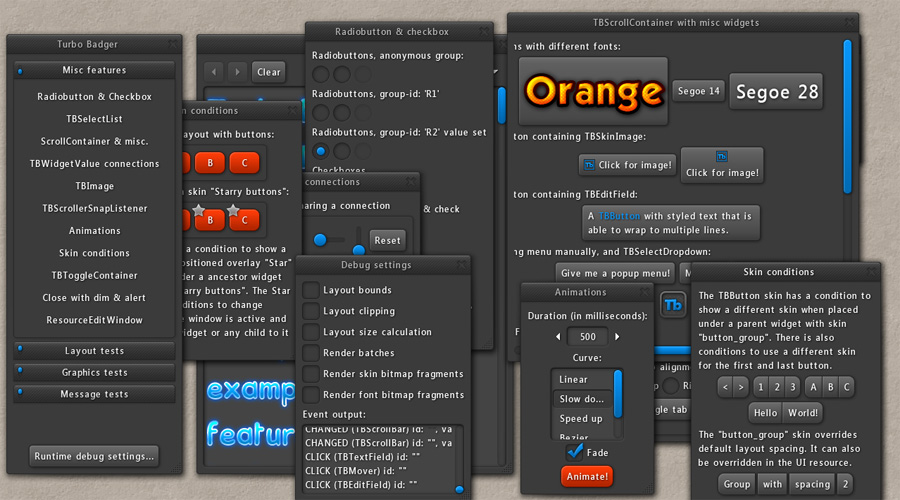 Turbo Badger
Misc features
Radiobutton & Checkbox
TBSelectList
ScrollContainer & misc.
TBWidgetValue connections
TBImage
TBScrollerSnapListener
Animations
Skin conditions
TBToggleContainer
Close with dim & alert
ResourceEditWindow
Layout tests
Graphics tests
Message tests
Runtime debug settings...
Clear
examp
featur
n conditions
ayout with buttons:
B
C
skin "Starry buttons":
B
C
a condition to show a
ositioned overlay "Star"
under a ancestor widget
arry buttons". The Star
ditions to change
e window is active and
idget or any child to it
Radiobutton & checkbox
Radiobuttons, anonymous group:
Radiobuttons, group-id: 'R1'
Radiobuttons, group-id: 'R2' value set
Checkboxes
& check
connections
haring a connection
Reset
Debug settings
Layout bounds
Layout clipping
Layout size calculation
Render batches
Render skin bitmap fragments
Render font bitmap fragments
Event output:
CHANGED (TBScrollBar) id: "", va
CHANGED (TBScrollBar) id: "", va
CLICK (TBTextField) id: ""
CLICK (TBMover) id: ""
CLICK (TBEditField) id: ""
TBScrollContainer with misc widgets
ns with different fonts:
Orange
Segoe 14
Segoe 28
ton containing TBSkinImage:
Tb Click for image!
Tb
Click for image!
ton containing TBEditField:
A TBButton with styled text that is
able to wrap to multiple lines.
ng menu manually, and TBSelectDropdown:
Give me a popup menu!
M
Tb
alignme
Ri
gle tab
Animations
Duration (in milliseconds):
500
Curve:
Linear
Slow do...
Speed up
Bezier
Fade
Animate!
Skin conditions
The TBButton skin has a condition to
show a different skin when placed
under a parent widget with skin
"button_group". There is also
conditions to use a different skin
for the first and last button.
< > 1 2 3 A B C
Hello World!
The "button_group" skin overrides
default layout spacing. It can also
be overridden in the UI resource.
Group with spacing 2